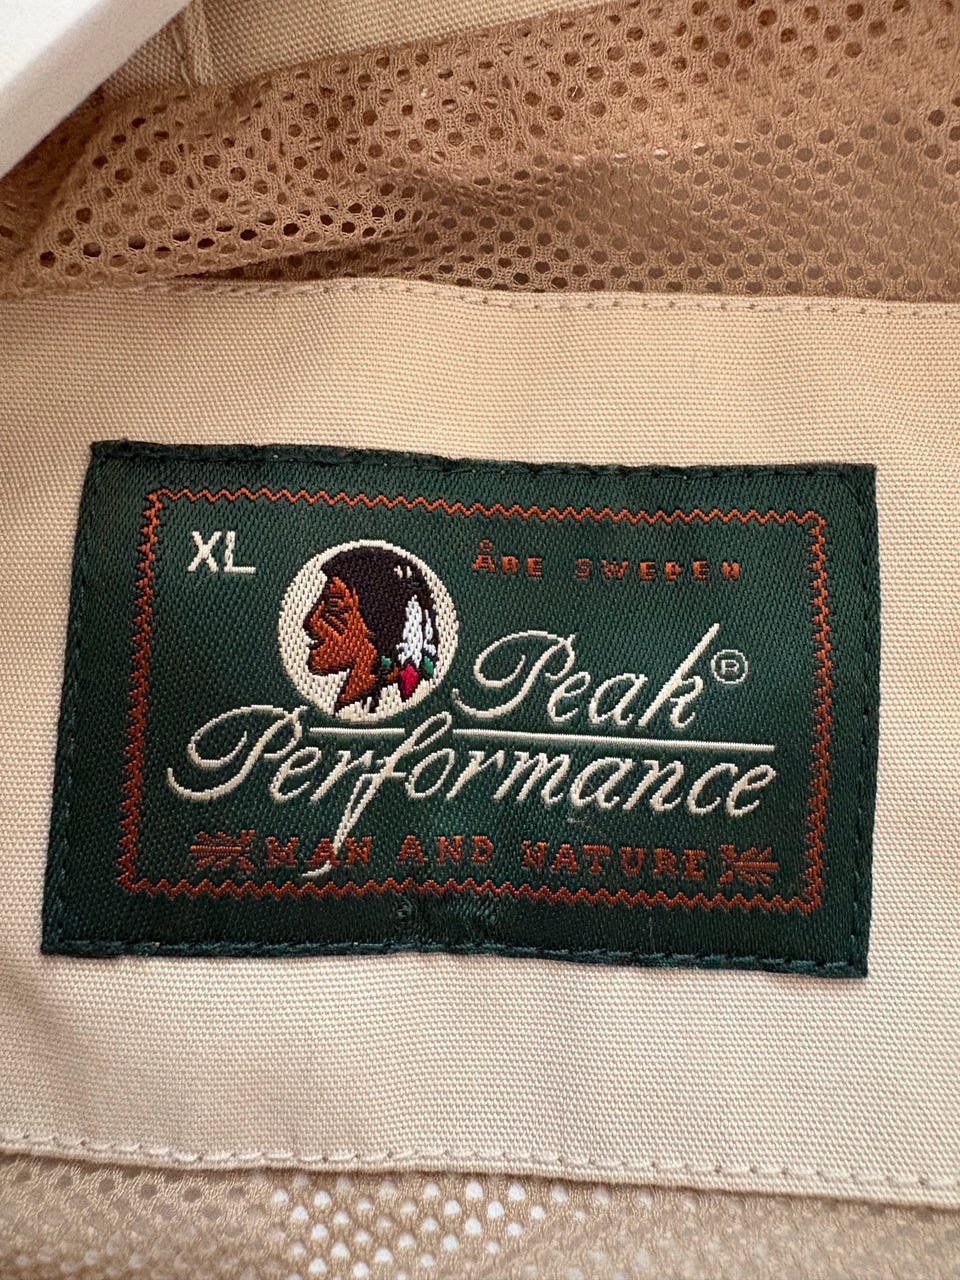 XL
ÅRE SWEDEN
Peak®
Performance
MAN AND NATURE